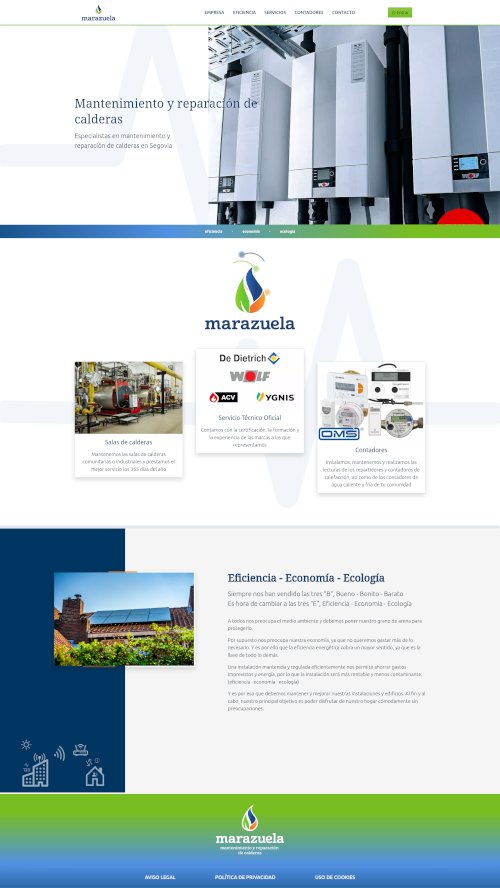 marazuela
EMPRESA EFICIENCIA SERVICIOS CONTADORES CONTACTO
Mantenimiento y reparación de
calderas
Especialistas en mantenimiento y
reparación de calderas en Segovia
eficiencia - economía - ecología
marazuela
De Dietrich
WOLF
ACV YGNIS
Servicio Técnico Oficial
Contamos con la certificación, la formación y
la experiencia de las marcas a las que
representamos
Salas de calderas
Mantenemos las salas de calderas
comunitarias o industriales y prestamos el
mejor servicio los 365 días del año
OMS
Contadores
Instalamos, mantenemos y realizamos las
lecturas de los repartidores y contadores de
calefacción, así como de los contadores de
agua caliente y fría de tu comunidad
Eficiencia - Economía - Ecología
Siempre nos han vendido las tres "B", Bueno - Bonito - Barato
Es hora de cambiar a las tres "E", Eficiencia - Economía - Ecología
A todos nos preocupa el medio ambiente y debemos poner nuestro grano de arena para
protegerlo.
Por supuesto nos preocupa nuestra economía, ya que no queremos gastar más de lo
necesario. Y es por ello que la eficiencia energética cobra un mayor sentido, ya que es la
llave de todo lo demás.
Una instalación mantenida y regulada eficientemente nos permite ahorrar gastos
imprevistos y energía, por lo que la instalación será más rentable y menos contaminante.
(eficiencia - economía - ecología)
Y es por esa que debemos mantener y mejorar nuestras instalaciones y edificios. Al fin y al
cabo, nuestro principal objetivo es poder disfrutar de nuestro hogar cómodamente sin
preocupaciones.
marazuela
mantenimiento y reparación
de calderas
AVISO LEGAL POLÍTICA DE PRIVACIDAD USO DE COOKIES